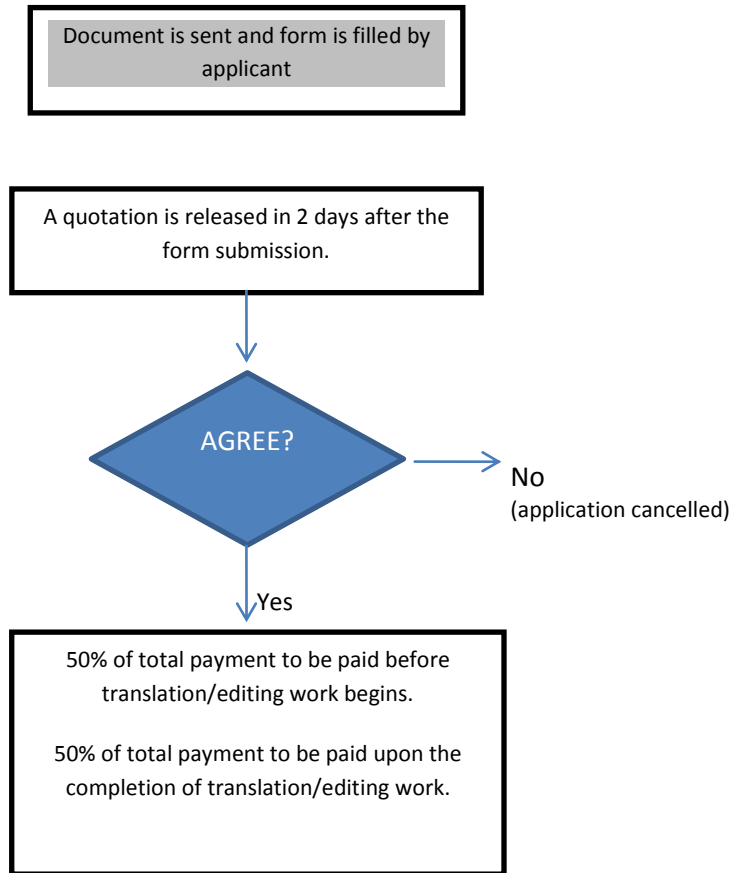 Document is sent and form is filled by
applicant
A quotation is released in 2 days after the
form submission.
AGREE?
No
(application cancelled)
Yes
50% of total payment to be paid before
translation/editing work begins.
50% of total payment to be paid upon the
completion of translation/editing work.